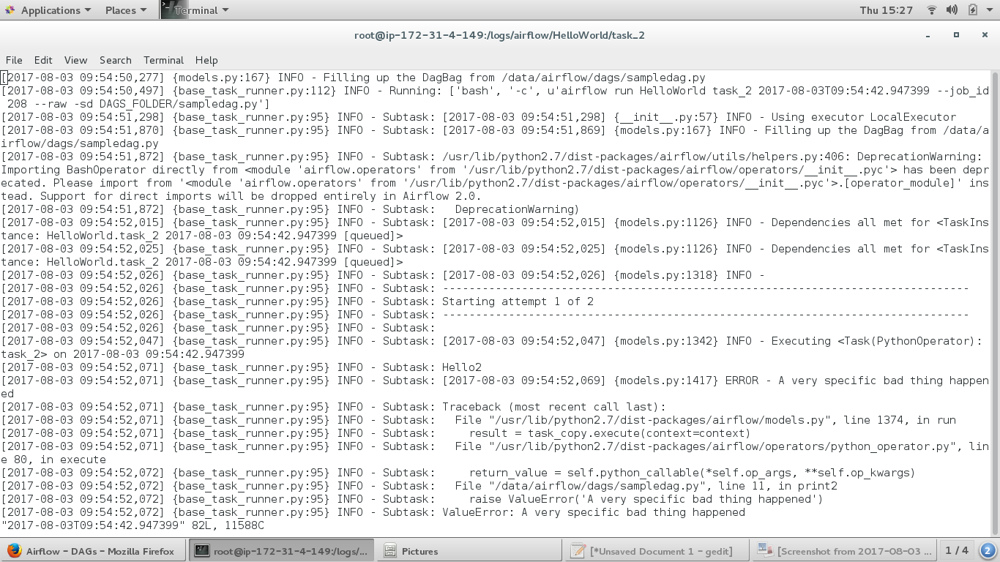 Applications Places Terminal Thu 15:27
root@ip-172-31-4-149:/logs/airflow/HelloWorld/task_2
File Edit View Search Terminal Help
[2017-08-03 09:54:50,277] {models.py:167} INFO - Filling up the DagBag from /data/airflow/dags/sampledag.py
[2017-08-03 09:54:50,497] {base_task_runner.py:112} INFO - Running: ['bash', '-c', u'airflow run HelloWorld task_2 2017-08-03T09:54:42.947399 --job_id
 208 --raw -sd DAGS_FOLDER/sampledag.py']
[2017-08-03 09:54:51,298] {base_task_runner.py:95} INFO - Subtask: [2017-08-03 09:54:51,298] {__init__.py:57} INFO - Using executor LocalExecutor
[2017-08-03 09:54:51,870] {base_task_runner.py:95} INFO - Subtask: [2017-08-03 09:54:51,869] {models.py:167} INFO - Filling up the DagBag from /data/a
irflow/dags/sampledag.py
[2017-08-03 09:54:51,872] {base_task_runner.py:95} INFO - Subtask: /usr/lib/python2.7/dist-packages/airflow/utils/helpers.py:406: DeprecationWarning:
Importing BashOperator directly from <module 'airflow.operators' from '/usr/lib/python2.7/dist-packages/airflow/operators/__init__.pyc'> has been depr
ecated. Please import from '<module 'airflow.operators' from '/usr/lib/python2.7/dist-packages/airflow/operators/__init__.pyc'>.[operator_module]' ins
tead. Support for direct imports will be dropped entirely in Airflow 2.0.
[2017-08-03 09:54:51,872] {base_task_runner.py:95} INFO - Subtask:   DeprecationWarning)
[2017-08-03 09:54:52,015] {base_task_runner.py:95} INFO - Subtask: [2017-08-03 09:54:52,015] {models.py:1126} INFO - Dependencies all met for <TaskIns
tance: HelloWorld.task_2 2017-08-03 09:54:42.947399 [queued]>
[2017-08-03 09:54:52,025] {base_task_runner.py:95} INFO - Subtask: [2017-08-03 09:54:52,025] {models.py:1126} INFO - Dependencies all met for <TaskIns
tance: HelloWorld.task_2 2017-08-03 09:54:42.947399 [queued]>
[2017-08-03 09:54:52,026] {base_task_runner.py:95} INFO - Subtask: [2017-08-03 09:54:52,026] {models.py:1318} INFO -
[2017-08-03 09:54:52,026] {base_task_runner.py:95} INFO - Subtask: --------------------------------------------------------------------------------
[2017-08-03 09:54:52,026] {base_task_runner.py:95} INFO - Subtask: Starting attempt 1 of 2
[2017-08-03 09:54:52,026] {base_task_runner.py:95} INFO - Subtask: --------------------------------------------------------------------------------
[2017-08-03 09:54:52,026] {base_task_runner.py:95} INFO - Subtask:
[2017-08-03 09:54:52,047] {base_task_runner.py:95} INFO - Subtask: [2017-08-03 09:54:52,047] {models.py:1342} INFO - Executing <Task(PythonOperator):
task_2> on 2017-08-03 09:54:42.947399
[2017-08-03 09:54:52,071] {base_task_runner.py:95} INFO - Subtask: Hello2
[2017-08-03 09:54:52,071] {base_task_runner.py:95} INFO - Subtask: [2017-08-03 09:54:52,069] {models.py:1417} ERROR - A very specific bad thing happen
ed
[2017-08-03 09:54:52,071] {base_task_runner.py:95} INFO - Subtask: Traceback (most recent call last):
[2017-08-03 09:54:52,071] {base_task_runner.py:95} INFO - Subtask:   File "/usr/lib/python2.7/dist-packages/airflow/models.py", line 1374, in run
[2017-08-03 09:54:52,071] {base_task_runner.py:95} INFO - Subtask:     result = task_copy.execute(context=context)
[2017-08-03 09:54:52,071] {base_task_runner.py:95} INFO - Subtask:   File "/usr/lib/python2.7/dist-packages/airflow/operators/python_operator.py", lin
e 80, in execute
[2017-08-03 09:54:52,072] {base_task_runner.py:95} INFO - Subtask:     return_value = self.python_callable(*self.op_args, **self.op_kwargs)
[2017-08-03 09:54:52,072] {base_task_runner.py:95} INFO - Subtask:   File "/data/airflow/dags/sampledag.py", line 11, in print2
[2017-08-03 09:54:52,072] {base_task_runner.py:95} INFO - Subtask:     raise ValueError('A very specific bad thing happened')
[2017-08-03 09:54:52,072] {base_task_runner.py:95} INFO - Subtask: ValueError: A very specific bad thing happened
"2017-08-03T09:54:42.947399" 82L, 11588C
Airflow - DAGs - Mozilla Firefox root@ip-172-31-4-149:/logs/... Pictures [*Unsaved Document 1 - gedit] [Screenshot from 2017-08-03 ... 1 / 4 2